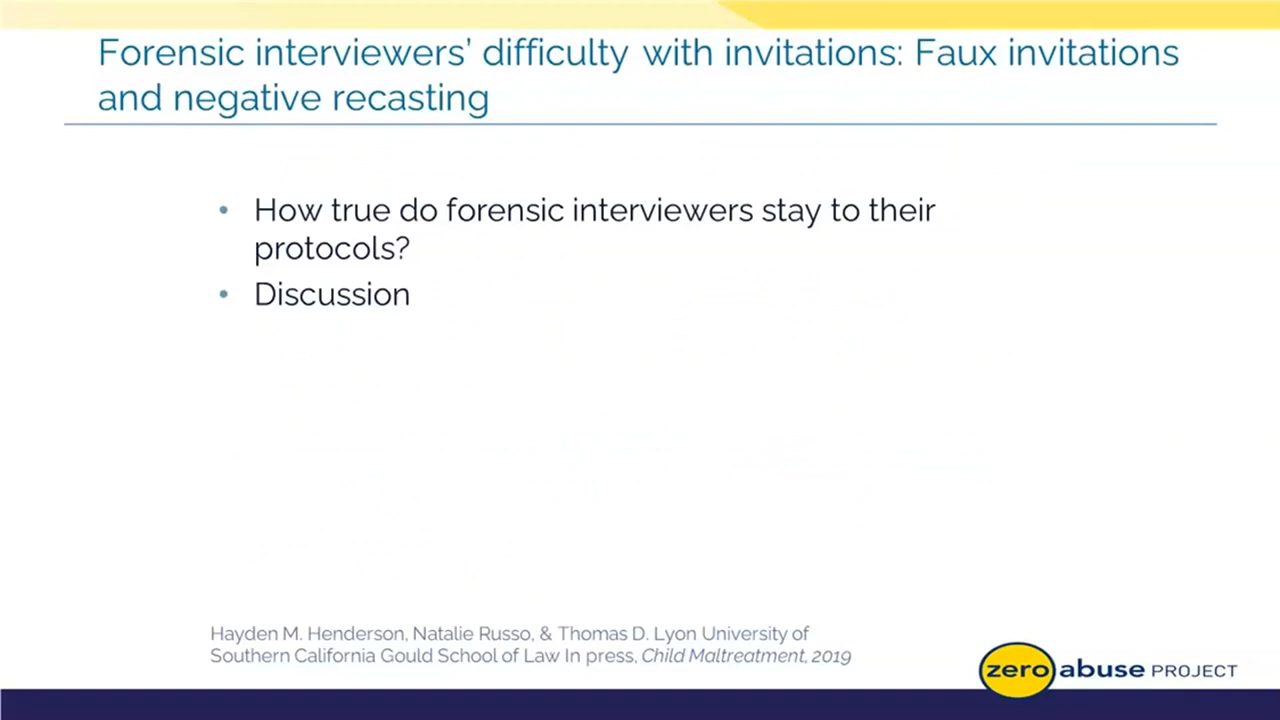 Forensic interviewers’ difficulty with invitations: Faux invitations
and negative recasting
• How true do forensic interviewers stay to their
protocols?
• Discussion
Hayden M. Henderson, Natalie Russo, & Thomas D. Lyon University of
Southern California Gould School of Law In press, Child Maltreatment, 2019
zero abuse PROJECT